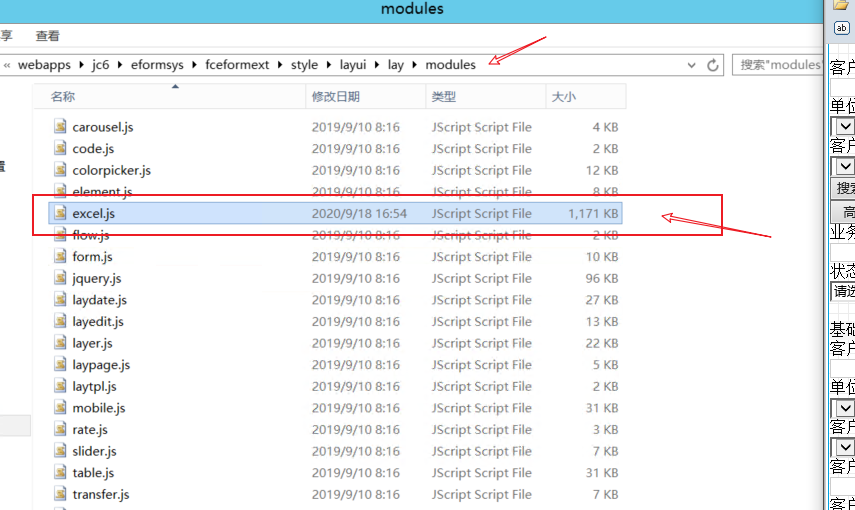 modules
享 查看
« webapps jc6 eformsys fceformext style layui lay modules 搜索"modules"
名称 修改日期 类型 大小
carousel.js 2019/9/10 8:16 JScript Script File 4 KB
code.js 2019/9/10 8:16 JScript Script File 2 KB
colorpicker.js 2019/9/10 8:16 JScript Script File 12 KB
element.js 2019/9/10 8:16 JScript Script File 8 KB
excel.js 2020/9/18 16:54 JScript Script File 1,171 KB
flow.js 2019/9/10 8:16 JScript Script File 2 KB
form.js 2019/9/10 8:16 JScript Script File 10 KB
jquery.js 2019/9/10 8:16 JScript Script File 96 KB
laydate.js 2019/9/10 8:16 JScript Script File 27 KB
layedit.js 2019/9/10 8:16 JScript Script File 13 KB
layer.js 2019/9/10 8:16 JScript Script File 22 KB
laypage.js 2019/9/10 8:16 JScript Script File 5 KB
laytpl.js 2019/9/10 8:16 JScript Script File 2 KB
mobile.js 2019/9/10 8:16 JScript Script File 31 KB
rate.js 2019/9/10 8:16 JScript Script File 3 KB
slider.js 2019/9/10 8:16 JScript Script File 7 KB
table.js 2019/9/10 8:16 JScript Script File 31 KB
transfer.js 2019/9/10 8:16 JScript Script File 7 KB
置
ab
客户
单位
客户
搜索
高
业务
状态
请选
基础
客户
单位
客户
客户
客户